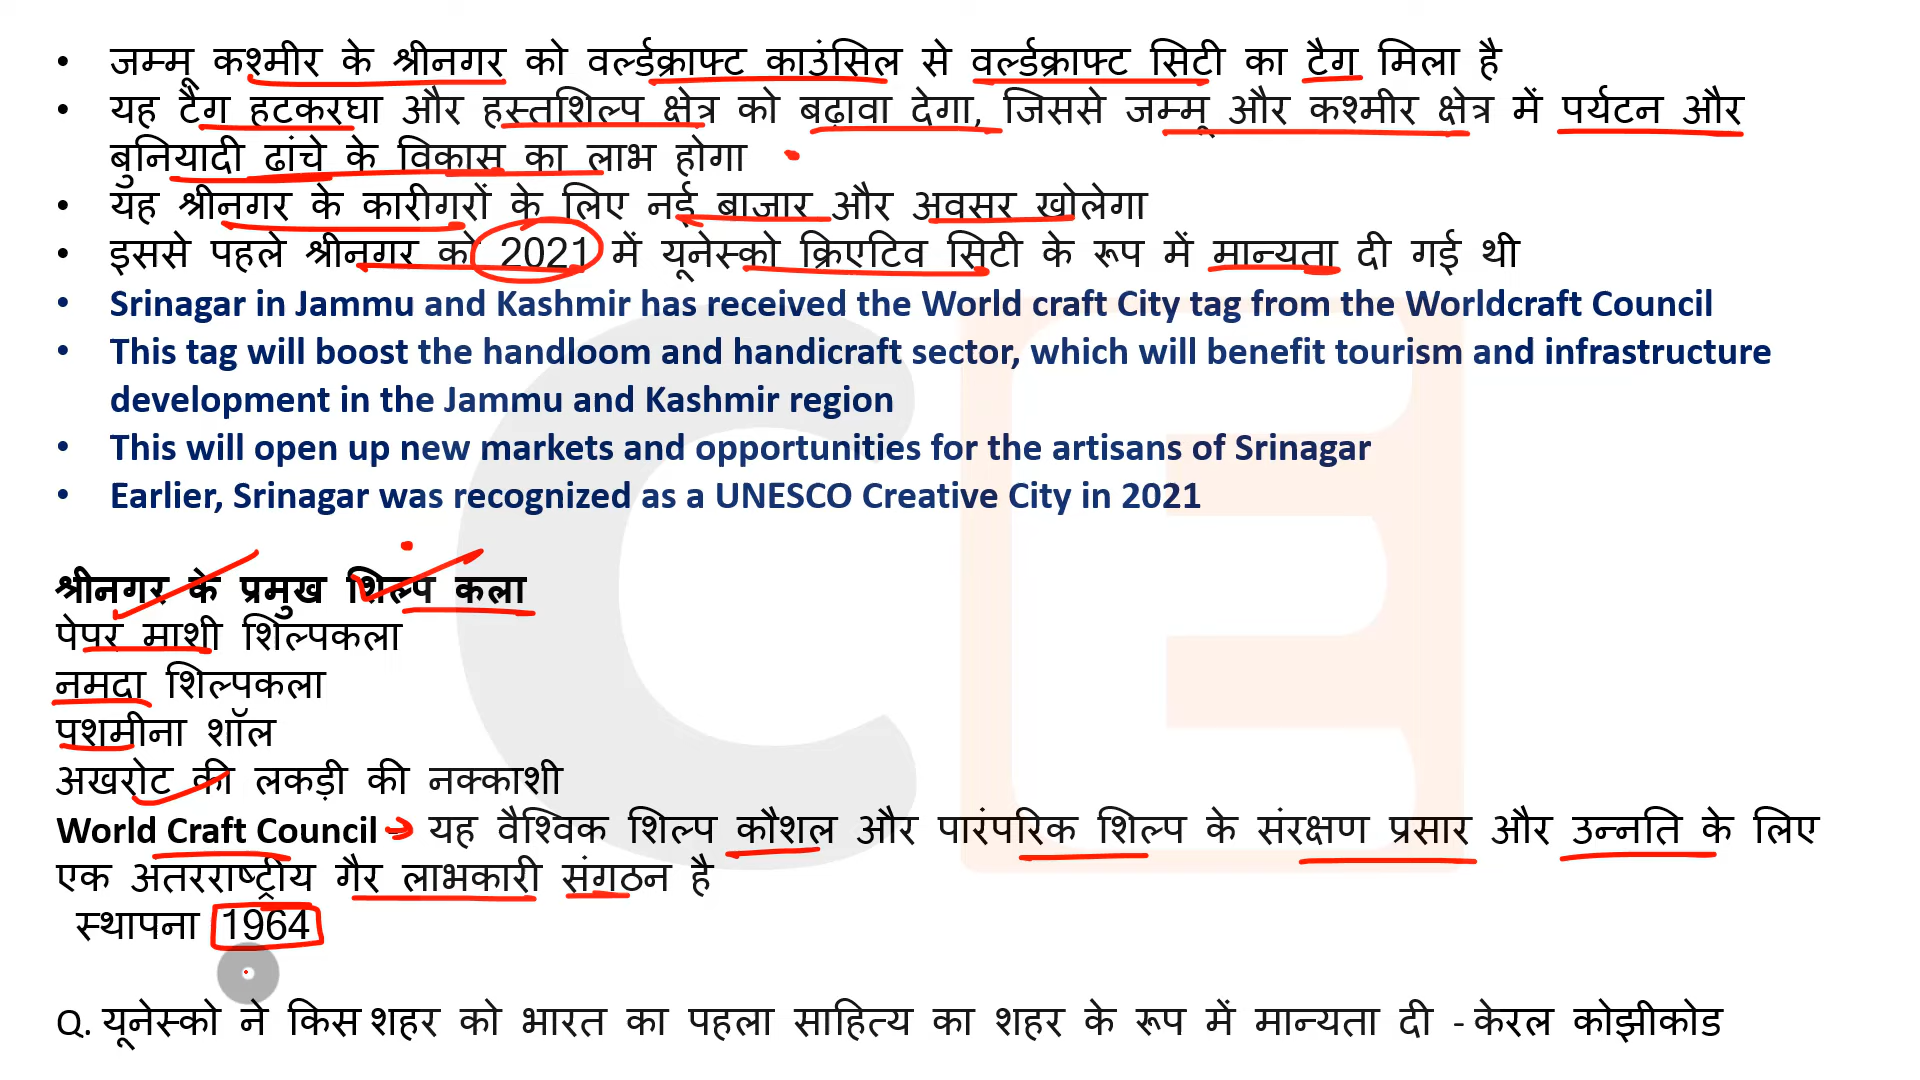 • जम्मू कश्मीर के श्रीनगर को वर्ल्डक्राफ्ट काउंसिल से वर्ल्डक्राफ्ट सिटी का टैग मिला है
• यह टैग हटकरघा और हस्तशिल्प क्षेत्र को बढ़ावा देगा, जिससे जम्मू और कश्मीर क्षेत्र में पर्यटन और
बुनियादी ढांचे के विकास का लाभ होगा
• यह श्रीनगर के कारीगरों के लिए नई बाजार और अवसर खोलेगा
• इससे पहले श्रीनगर को 2021 में यूनेस्को क्रिएटिव सिटी के रूप में मान्यता दी गई थी
• Srinagar in Jammu and Kashmir has received the World craft City tag from the Worldcraft Council
• This tag will boost the handloom and handicraft sector, which will benefit tourism and infrastructure
development in the Jammu and Kashmir region
• This will open up new markets and opportunities for the artisans of Srinagar
• Earlier, Srinagar was recognized as a UNESCO Creative City in 2021
श्रीनगर के प्रमुख शिल्प कला
पेपर माशी शिल्पकला
नमदा शिल्पकला
पशमीना शॉल
अखरोट की लकड़ी की नक्काशी
World Craft Council → यह वैश्विक शिल्प कौशल और पारंपरिक शिल्प के संरक्षण प्रसार और उन्नति के लिए
एक अंतरराष्ट्रीय गैर लाभकारी संगठन है
स्थापना 1964
Q. यूनेस्को ने किस शहर को भारत का पहला साहित्य का शहर के रूप में मान्यता दी - केरल कोझीकोड
CE